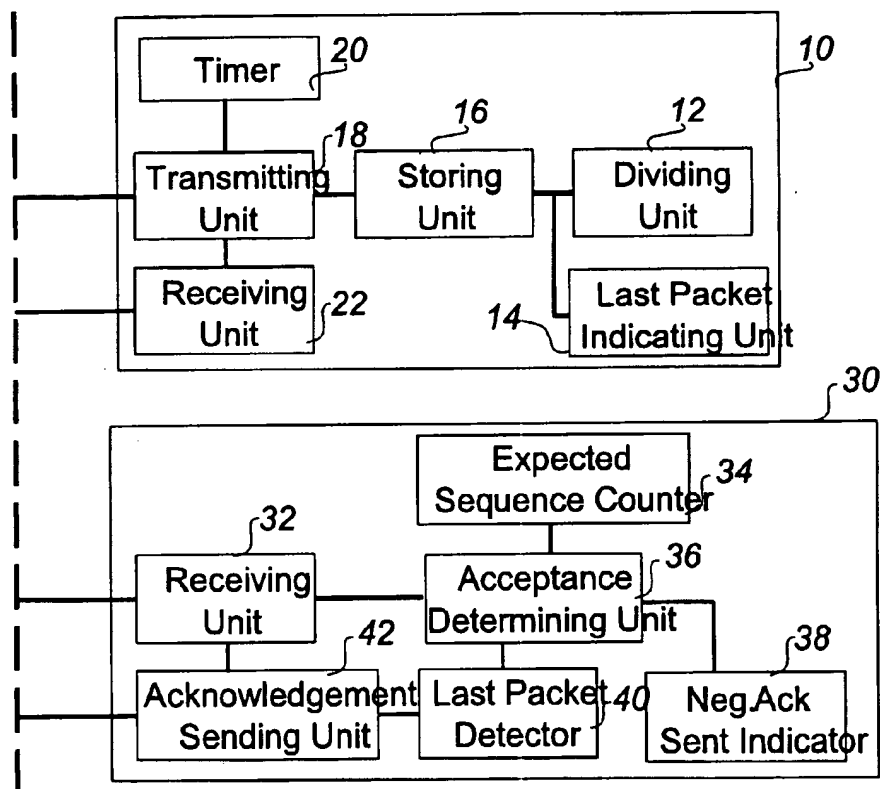 Timer
20
10
Transmitting
Unit
18
Storing
Unit
16
Dividing
Unit
12
Receiving
Unit
22
Last Packet
Indicating Unit
14
30
Expected
Sequence Counter
34
Receiving
Unit
32
Acceptance
Determining Unit
36
Acknowledgement
Sending Unit
42
Last Packet
Detector
40
Neg.Ack
Sent Indicator
38